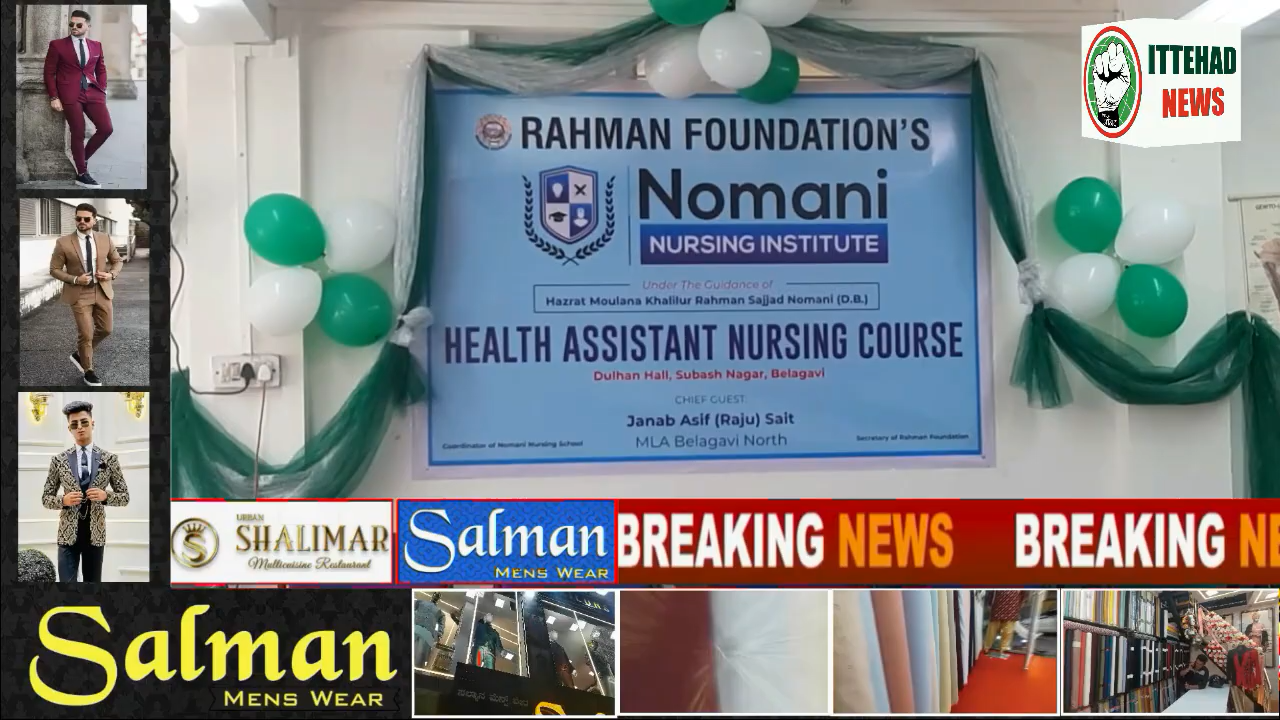 ITTEHAD
NEWS
RAHMAN FOUNDATION'S
Nomani
NURSING INSTITUTE
Under The Guidance of
Hazrat Moulana Khalilur Rahman Sajjad Nomani (D.B.)
HEALTH ASSISTANT NURSING COURSE
Dulhan Hall, Subash Nagar, Belagavi
CHIEF GUEST:
Janab Asif (Raju) Sait
MLA Belagavi North
Coordinator of Nomani Nursing School
Secretary of Rahman Foundation
URBAN
SHALIMAR
Multicuisine Restaurant
Salman
MENS WEAR
BREAKING NEWS
BREAKING NE
Salman
MENS WEAR